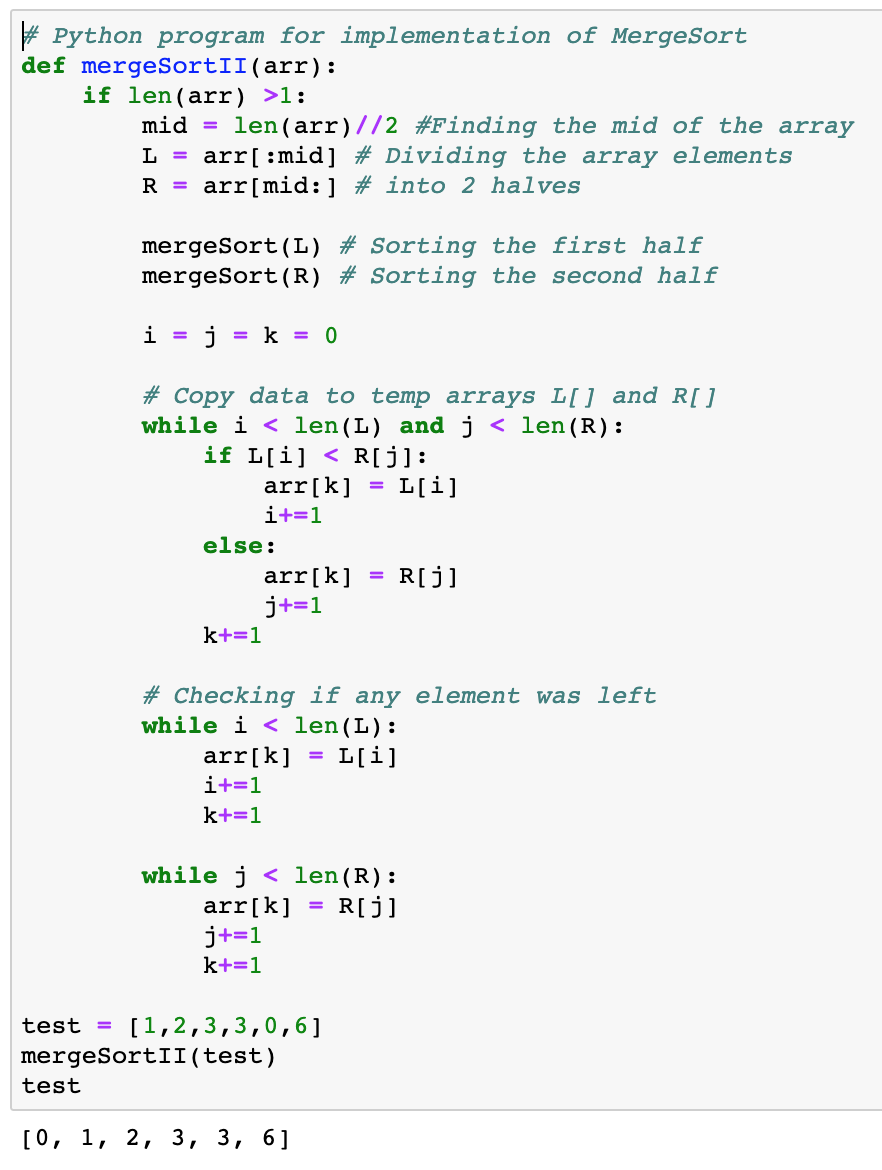 # Python program for implementation of MergeSort
def mergeSortII(arr):
    if len(arr) >1:
        mid = len(arr)//2 #Finding the mid of the array
        L = arr[:mid] # Dividing the array elements
        R = arr[mid:] # into 2 halves

        mergeSort(L) # Sorting the first half
        mergeSort(R) # Sorting the second half

        i = j = k = 0

        # Copy data to temp arrays L[] and R[]
        while i < len(L) and j < len(R):
            if L[i] < R[j]:
                arr[k] = L[i]
                i+=1
            else:
                arr[k] = R[j]
                j+=1
            k+=1

        # Checking if any element was left
        while i < len(L):
            arr[k] = L[i]
            i+=1
            k+=1

        while j < len(R):
            arr[k] = R[j]
            j+=1
            k+=1

test = [1,2,3,3,0,6]
mergeSortII(test)
test
[0, 1, 2, 3, 3, 6]